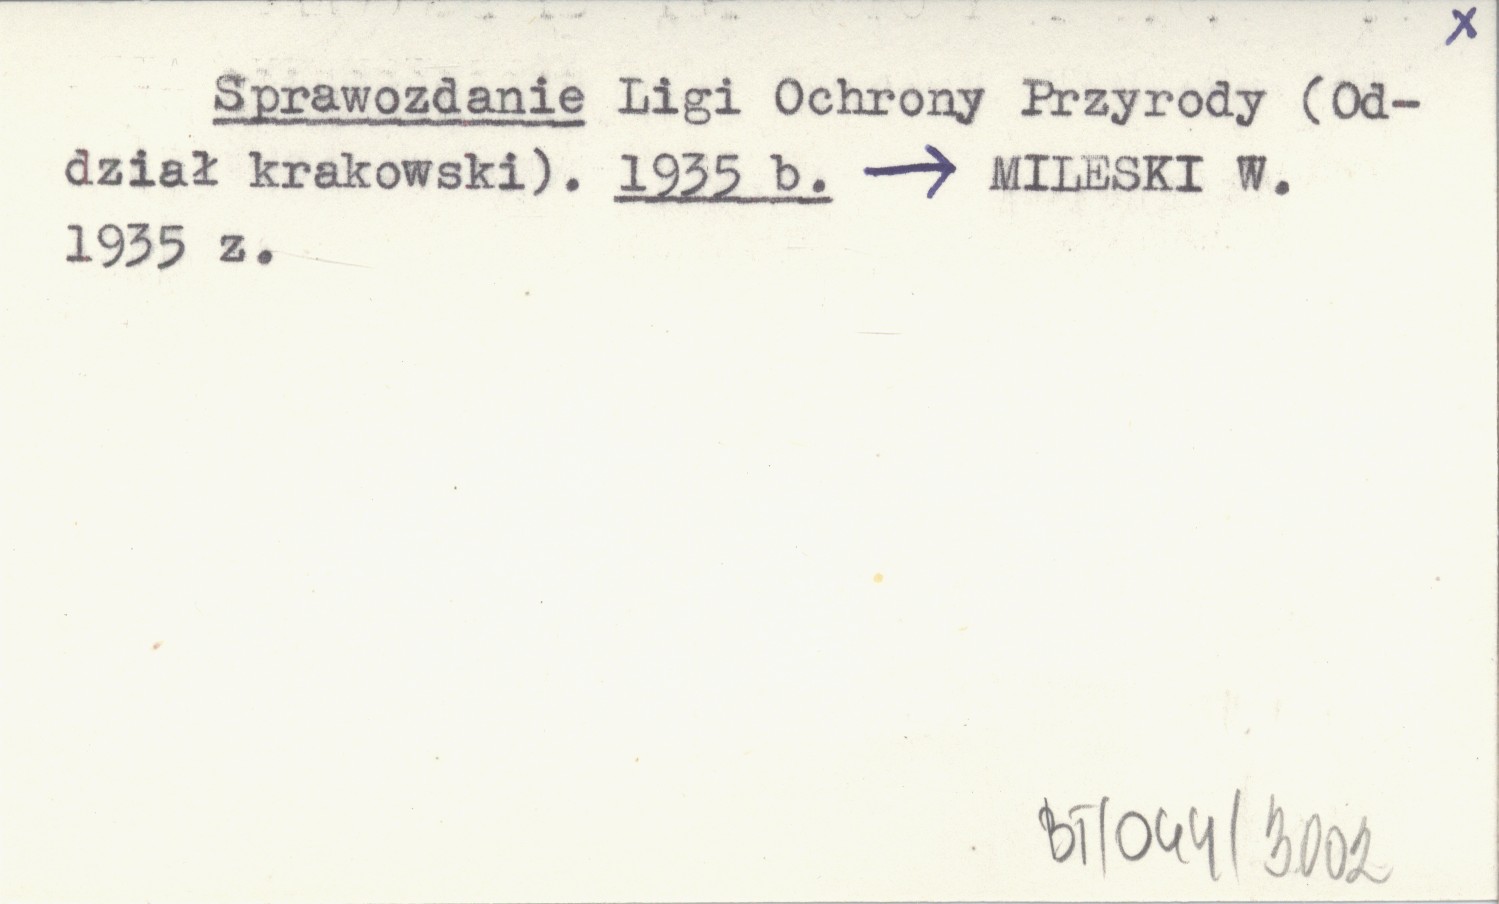 x
Sprawozdanie Ligi Ochrony Przyrody (Od-
dział krakowski). 1935 b. → MILESKI W.
1935 z.
BT/044/3002